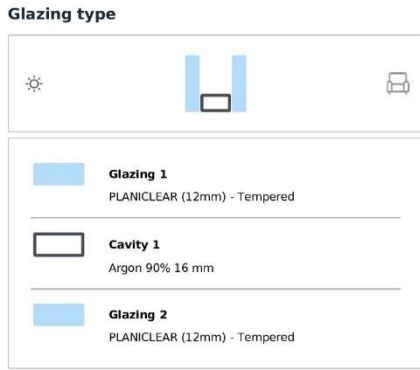 Glazing type
Glazing 1
PLANICLEAR (12mm) - Tempered
Cavity 1
Argon 90% 16 mm
Glazing 2
PLANICLEAR (12mm) - Tempered